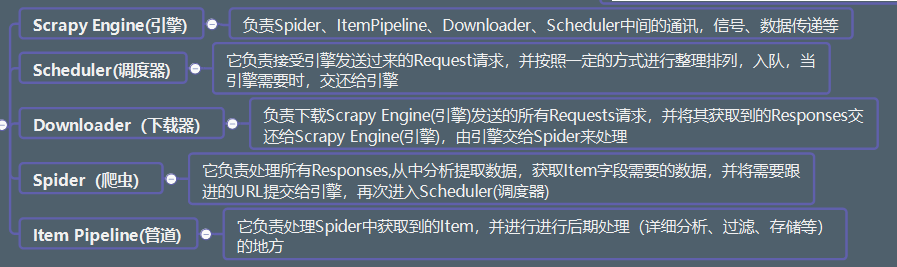 Scrapy Engine(引擎)
负责Spider、ItemPipeline、Downloader、Scheduler中间的通讯，信号、数据传递等
Scheduler(调度器)
它负责接受引擎发送过来的Request请求，并按照一定的方式进行整理排列，入队，当
引擎需要时，交还给引擎
Downloader（下载器)
负责下载Scrapy Engine(引擎)发送的所有Requests请求，并将其获取到的Responses交
还给Scrapy Engine(引擎)，由引擎交给Spider来处理
Spider（爬虫)
它负责处理所有Responses,从中分析提取数据，获取Item字段需要的数据，并将需要跟
进的URL提交给引擎，再次进入Scheduler(调度器)
Item Pipeline(管道)
它负责处理Spider中获取到的Item，并进行进行后期处理（详细分析、过滤、存储等）
的地方